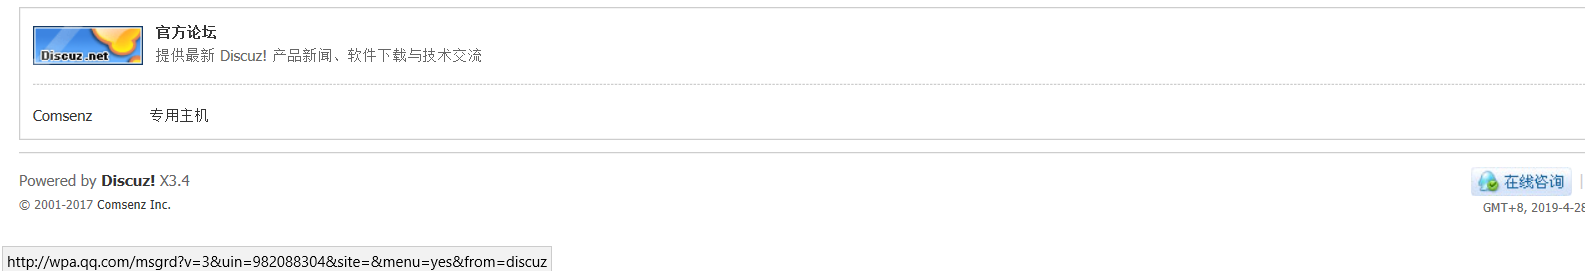 官方论坛
Discuz!.net
提供最新 Discuz! 产品新闻、软件下载与技术交流
Comsenz 专用主机
Powered by Discuz! X3.4
在线咨询 |
© 2001-2017 Comsenz Inc.
GMT+8, 2019-4-28
http://wpa.qq.com/msgrd?v=3&uin=982088304&site=&menu=yes&from=discuz